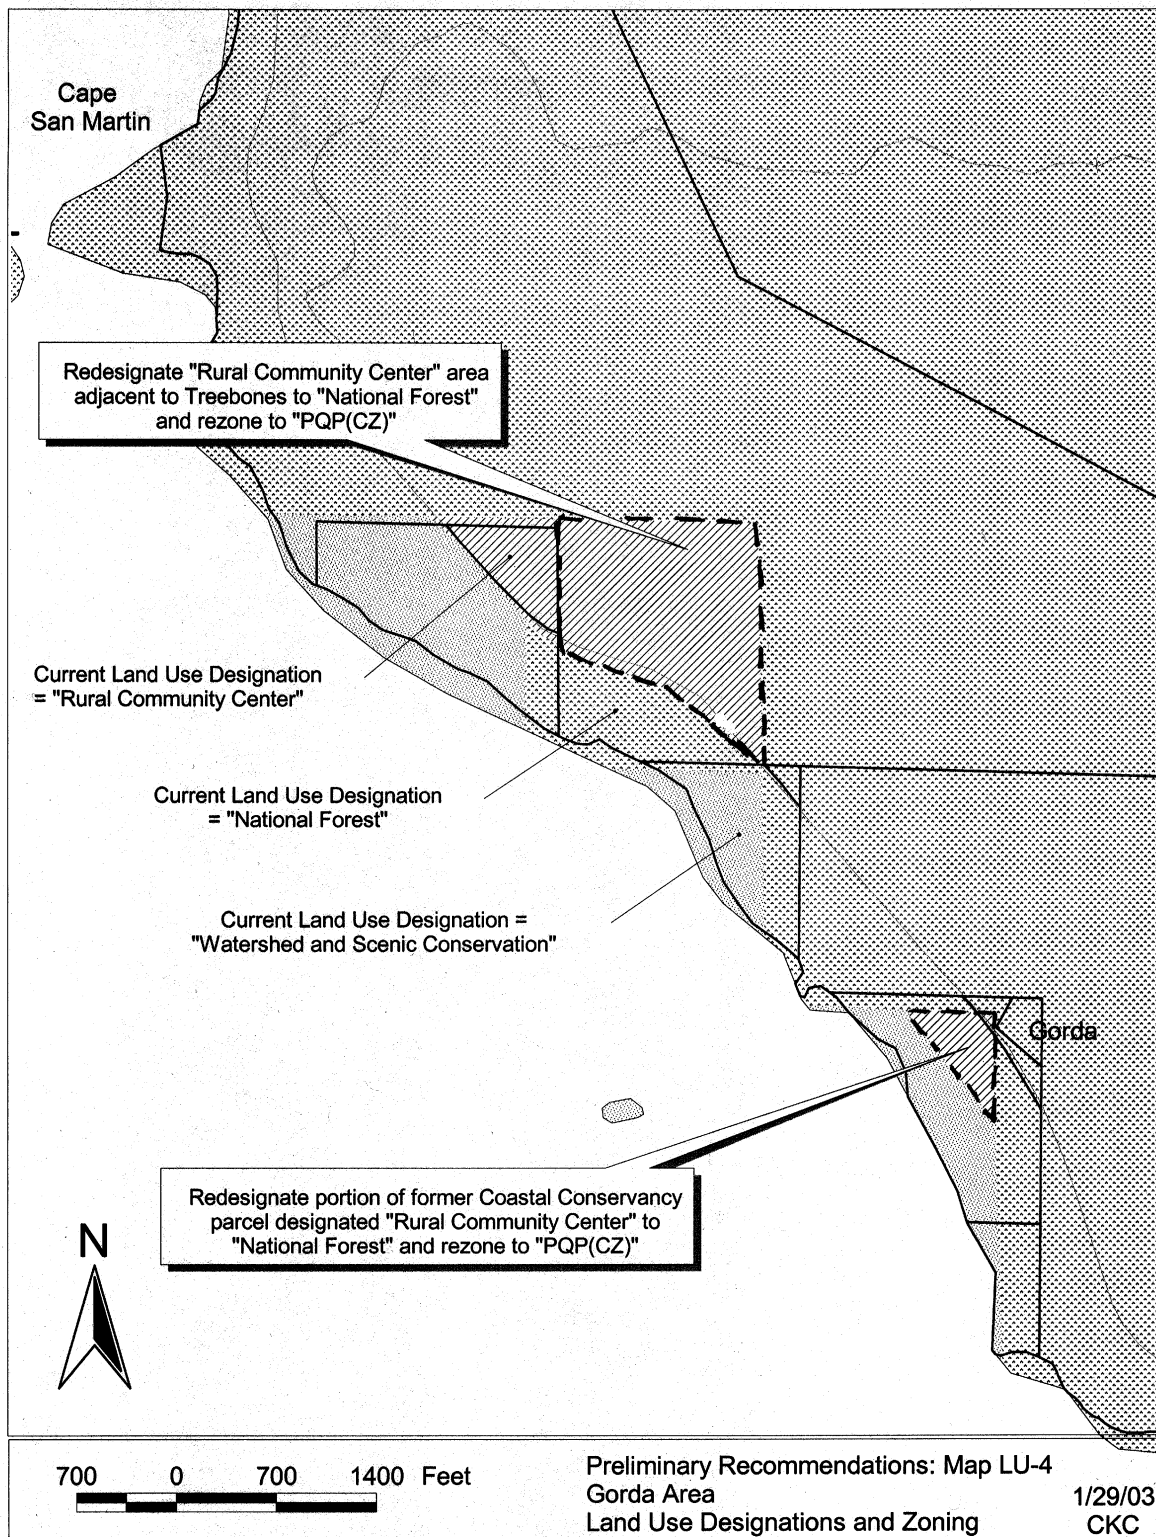 Cape
San Martin
Redesignate "Rural Community Center" area
adjacent to Treebones to "National Forest"
and rezone to "PQP(CZ)"
Current Land Use Designation
= "Rural Community Center"
Current Land Use Designation
= "National Forest"
Current Land Use Designation =
"Watershed and Scenic Conservation"
Gorda
Redesignate portion of former Coastal Conservancy
parcel designated "Rural Community Center" to
"National Forest" and rezone to "PQP(CZ)"
N
700 0 700 1400 Feet
Preliminary Recommendations: Map LU-4
Gorda Area
Land Use Designations and Zoning
1/29/03
CKC